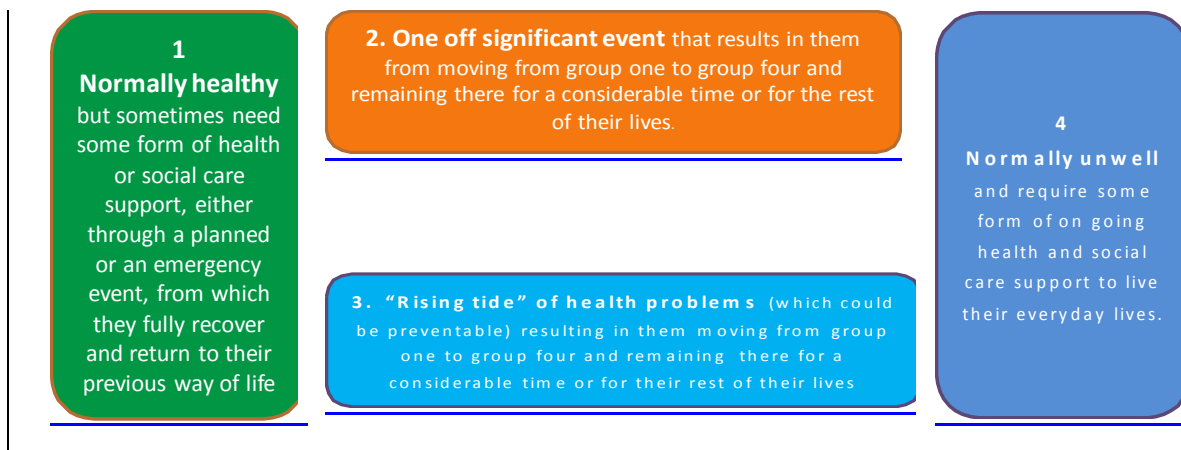 1
Normally healthy
but sometimes need
some form of health
or social care
support, either
through a planned
or an emergency
event, from which
they fully recover
and return to their
previous way of life
2. One off significant event that results in them
from moving from group one to group four and
remaining there for a considerable time or for the rest
of their lives.
3. “Rising tide” of health problems (which could
be preventable) resulting in them moving from group
one to group four and remaining there for a
considerable time or for their rest of their lives
4
Normally unwell
and require some
form of on going
health and social
care support to live
their everyday lives.